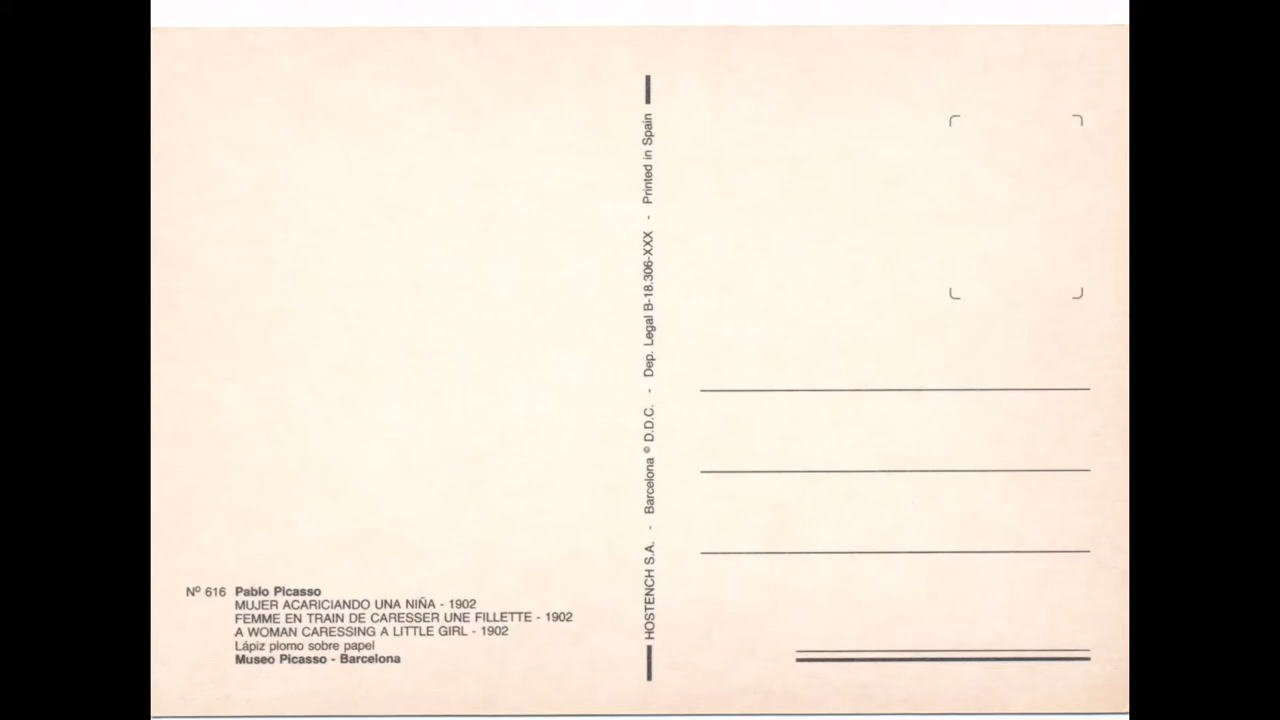 Nº 616 Pablo Picasso
MUJER ACARICIANDO UNA NIÑA - 1902
FEMME EN TRAIN DE CARESSER UNE FILLETTE - 1902
A WOMAN CARESSING A LITTLE GIRL - 1902
Lápiz plomo sobre papel
Museo Picasso - Barcelona
HOSTENCH S.A. - Barcelona © D.D.C. - Dep. Legal B-18.306-XXX - Printed in Spain